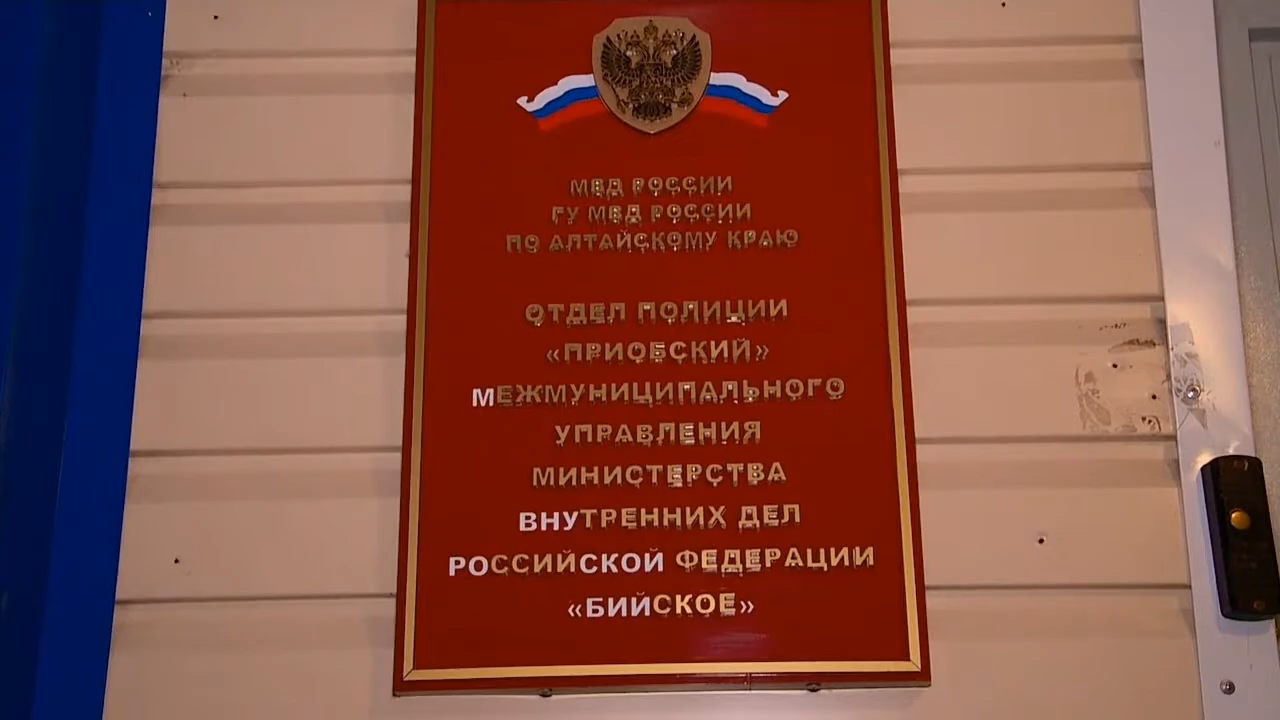 МВД РОССИИ
ГУ МВД РОССИИ
ПО АЛТАЙСКОМУ КРАЮ
ОТДЕЛ ПОЛИЦИИ
«ПРИОБСКИЙ»
МЕЖМУНИЦИПАЛЬНОГО
УПРАВЛЕНИЯ
МИНИСТЕРСТВА
ВНУТРЕННИХ ДЕЛ
РОССИЙСКОЙ ФЕДЕРАЦИИ
«БИЙСКОЕ»